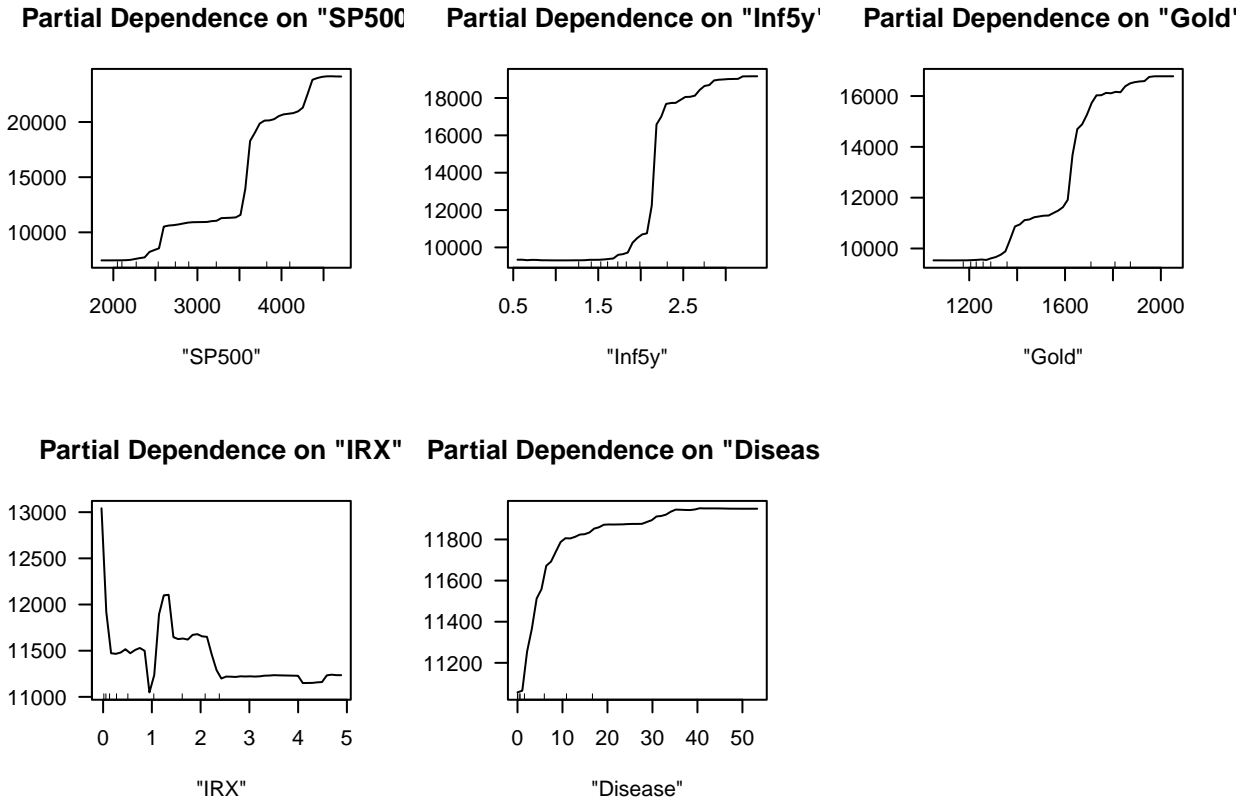 Partial Dependence on "SP500
20000
15000
10000
2000 3000 4000
"SP500"
Partial Dependence on "Inf5y"
18000
16000
14000
12000
10000
0.5 1.5 2.5
"Inf5y"
Partial Dependence on "Gold"
16000
14000
12000
10000
1200 1600 2000
"Gold"
Partial Dependence on "IRX"
13000
12500
12000
11500
11000
0 1 2 3 4 5
"IRX"
Partial Dependence on "Diseas
11800
11600
11400
11200
0 10 20 30 40 50
"Disease"